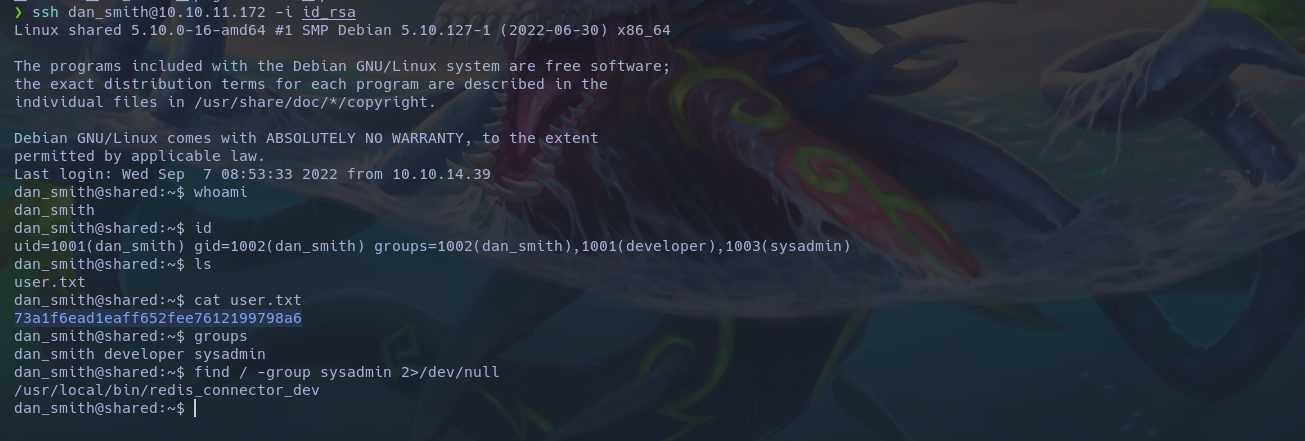 ❯ ssh dan_smith@10.10.11.172 -i id_rsa
Linux shared 5.10.0-16-amd64 #1 SMP Debian 5.10.127-1 (2022-06-30) x86_64
The programs included with the Debian GNU/Linux system are free software;
the exact distribution terms for each program are described in the
individual files in /usr/share/doc/*/copyright.
Debian GNU/Linux comes with ABSOLUTELY NO WARRANTY, to the extent
permitted by applicable law.
Last login: Wed Sep  7 08:53:33 2022 from 10.10.14.39
dan_smith@shared:~$ whoami
dan_smith
dan_smith@shared:~$ id
uid=1001(dan_smith) gid=1002(dan_smith) groups=1002(dan_smith),1001(developer),1003(sysadmin)
dan_smith@shared:~$ ls
user.txt
dan_smith@shared:~$ cat user.txt
73a1f6ead1eaff652fee7612199798a6
dan_smith@shared:~$ groups
dan_smith developer sysadmin
dan_smith@shared:~$ find / -group sysadmin 2>/dev/null
/usr/local/bin/redis_connector_dev
dan_smith@shared:~$